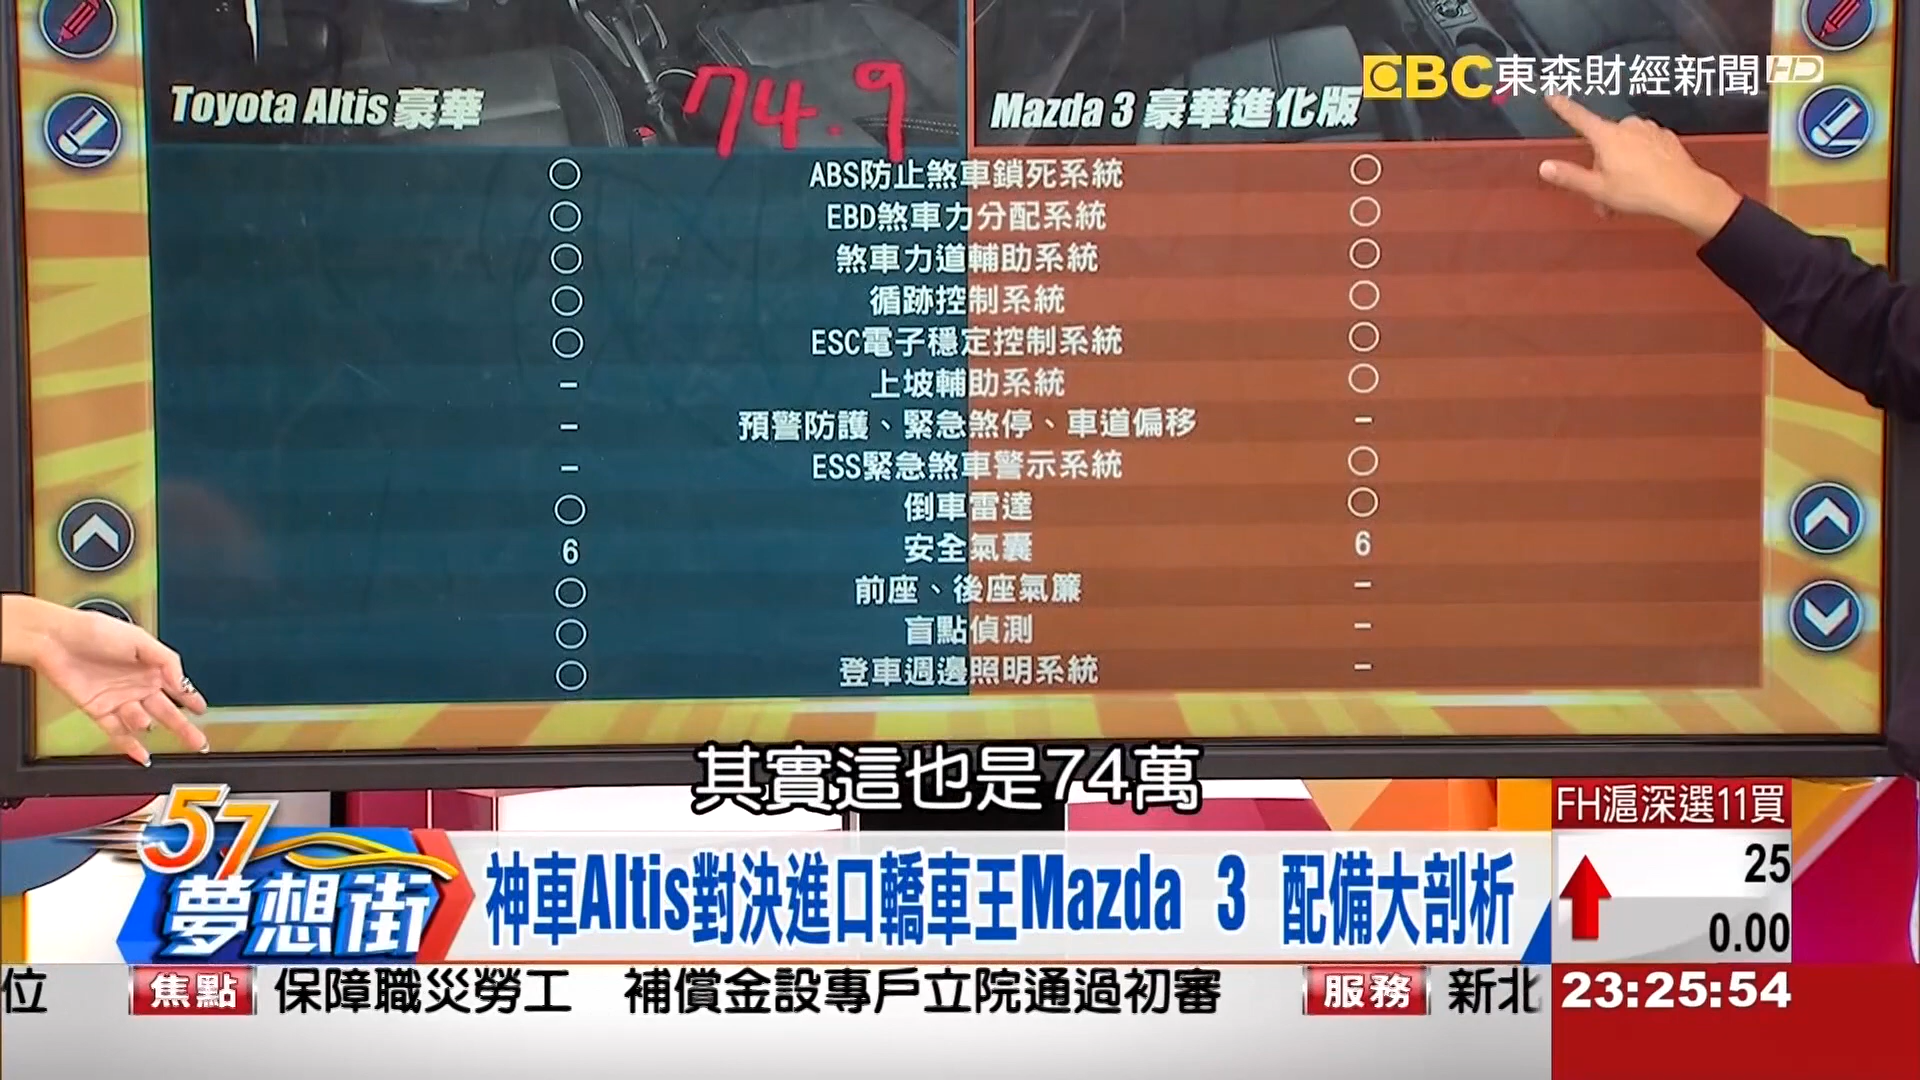 EBC東森財經新聞HD
Toyota Altis 豪華
74.9
Mazda 3 豪華進化版
○ ABS防止煞車鎖死系統 ○
○ EBD煞車力分配系統 ○
○ 煞車力道輔助系統 ○
○ 循跡控制系統 ○
○ ESC電子穩定控制系統 ○
- 上坡輔助系統 ○
- 預警防護、緊急煞停、車道偏移 -
- ESS緊急煞車警示系統 ○
○ 倒車雷達 ○
6 安全氣囊 6
○ 前座、後座氣簾 -
○ 盲點偵測 -
○ 登車週邊照明系統 -
其實這也是74萬
57夢想街
神車Altis對決進口轎車王Mazda 3 配備大剖析
FH滬深選11買
25
0.00
位 焦點 保障職災勞工 補償金設專戶立院通過初審 服務 新北
23:25:54